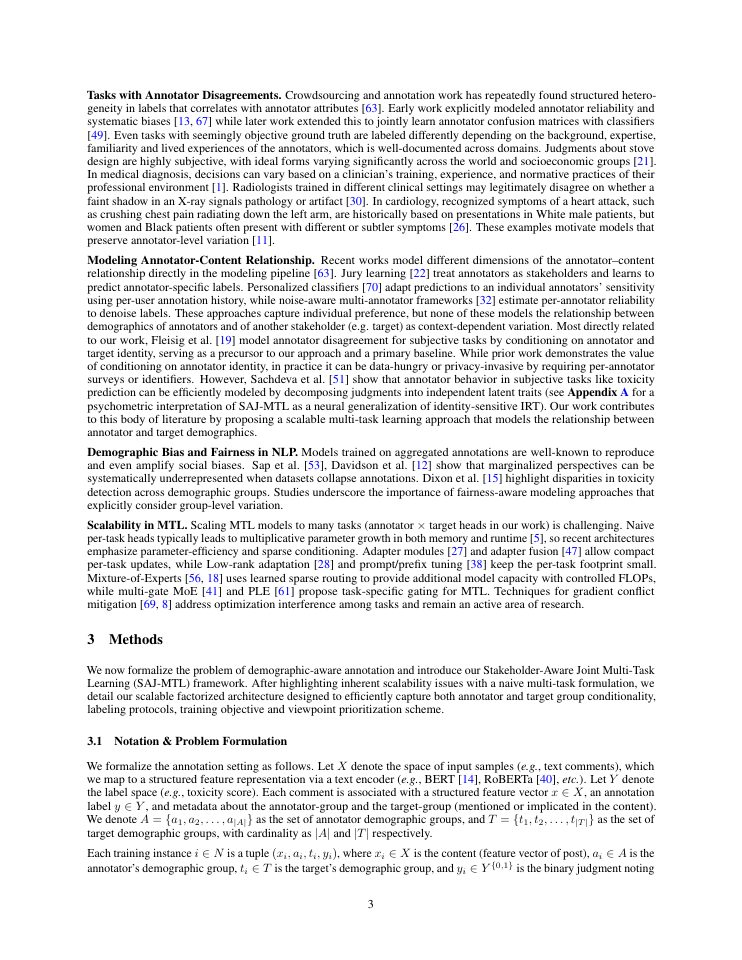 Tasks with Annotator Disagreements. Crowdsourcing and annotation work has repeatedly found structured hetero-
geneity in labels that correlates with annotator attributes [63]. Early work explicitly modeled annotator reliability and
systematic biases [13, 67] while later work extended this to jointly learn annotator confusion matrices with classifiers
[49]. Even tasks with seemingly objective ground truth are labeled differently depending on the background, expertise,
familiarity and lived experiences of the annotators, which is well-documented across domains. Judgments about stove
design are highly subjective, with ideal forms varying significantly across the world and socioeconomic groups [21].
In medical diagnosis, decisions can vary based on a clinician's training, experience, and normative practices of their
professional environment [1]. Radiologists trained in different clinical settings may legitimately disagree on whether a
faint shadow in an X-ray signals pathology or artifact [30]. In cardiology, recognized symptoms of a heart attack, such
as crushing chest pain radiating down the left arm, are historically based on presentations in White male patients, but
women and Black patients often present with different or subtler symptoms [26]. These examples motivate models that
preserve annotator-level variation [11].
Modeling Annotator-Content Relationship. Recent works model different dimensions of the annotator–content
relationship directly in the modeling pipeline [63]. Jury learning [22] treat annotators as stakeholders and learns to
predict annotator-specific labels. Personalized classifiers [70] adapt predictions to an individual annotators' sensitivity
using per-user annotation history, while noise-aware multi-annotator frameworks [32] estimate per-annotator reliability
to denoise labels. These approaches capture individual preference, but none of these models the relationship between
demographics of annotators and of another stakeholder (e.g. target) as context-dependent variation. Most directly related
to our work, Fleisig et al. [19] model annotator disagreement for subjective tasks by conditioning on annotator and
target identity, serving as a precursor to our approach and a primary baseline. While prior work demonstrates the value
of conditioning on annotator identity, in practice it can be data-hungry or privacy-invasive by requiring per-annotator
surveys or identifiers. However, Sachdeva et al. [51] show that annotator behavior in subjective tasks like toxicity
prediction can be efficiently modeled by decomposing judgments into independent latent traits (see Appendix A for a
psychometric interpretation of SAJ-MTL as a neural generalization of identity-sensitive IRT). Our work contributes
to this body of literature by proposing a scalable multi-task learning approach that models the relationship between
annotator and target demographics.
Demographic Bias and Fairness in NLP. Models trained on aggregated annotations are well-known to reproduce
and even amplify social biases. Sap et al. [53], Davidson et al. [12] show that marginalized perspectives can be
systematically underrepresented when datasets collapse annotations. Dixon et al. [15] highlight disparities in toxicity
detection across demographic groups. Studies underscore the importance of fairness-aware modeling approaches that
explicitly consider group-level variation.
Scalability in MTL. Scaling MTL models to many tasks (annotator × target heads in our work) is challenging. Naive
per-task heads typically leads to multiplicative parameter growth in both memory and runtime [5], so recent architectures
emphasize parameter-efficiency and sparse conditioning. Adapter modules [27] and adapter fusion [47] allow compact
per-task updates, while Low-rank adaptation [28] and prompt/prefix tuning [38] keep the per-task footprint small.
Mixture-of-Experts [56, 18] uses learned sparse routing to provide additional model capacity with controlled FLOPs,
while multi-gate MoE [41] and PLE [61] propose task-specific gating for MTL. Techniques for gradient conflict
mitigation [69, 8] address optimization interference among tasks and remain an active area of research.
3 Methods
We now formalize the problem of demographic-aware annotation and introduce our Stakeholder-Aware Joint Multi-Task
Learning (SAJ-MTL) framework. After highlighting inherent scalability issues with a naive multi-task formulation, we
detail our scalable factorized architecture designed to efficiently capture both annotator and target group conditionality,
labeling protocols, training objective and viewpoint prioritization scheme.
3.1 Notation & Problem Formulation
We formalize the annotation setting as follows. Let X denote the space of input samples (e.g., text comments), which
we map to a structured feature representation via a text encoder (e.g., BERT [14], RoBERTa [40], etc.). Let Y denote
the label space (e.g., toxicity score). Each comment is associated with a structured feature vector x ∈ X, an annotation
label y ∈ Y, and metadata about the annotator-group and the target-group (mentioned or implicated in the content).
We denote A = {a₁, a₂, . . . , a_{|A|}} as the set of annotator demographic groups, and T = {t₁, t₂, . . . , t_{|T|}} as the set of
target demographic groups, with cardinality as |A| and |T| respectively.
Each training instance i ∈ N is a tuple (x_i, a_i, t_i, y_i), where x_i ∈ X is the content (feature vector of post), a_i ∈ A is the
annotator's demographic group, t_i ∈ T is the target's demographic group, and y_i ∈ Y^{{0,1}} is the binary judgment noting
3